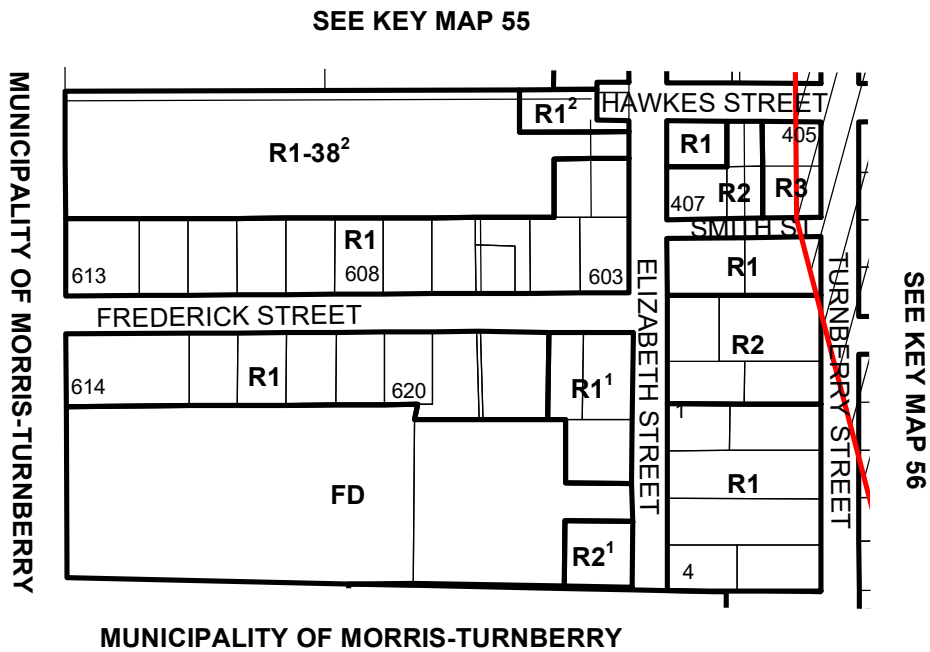 SEE KEY MAP 55
MUNICIPALITY OF MORRIS-TURNBERRY
R1²
HAWKES STREET
R1-38²
R1
405
407
R2
R3
SMITH ST
R1
613
608
603
R1
FREDERICK STREET
ELIZABETH STREET
TURNBERRY STREET
SEE KEY MAP 56
R2
614
R1
620
R1¹
1
R1
FD
R2¹
4
MUNICIPALITY OF MORRIS-TURNBERRY